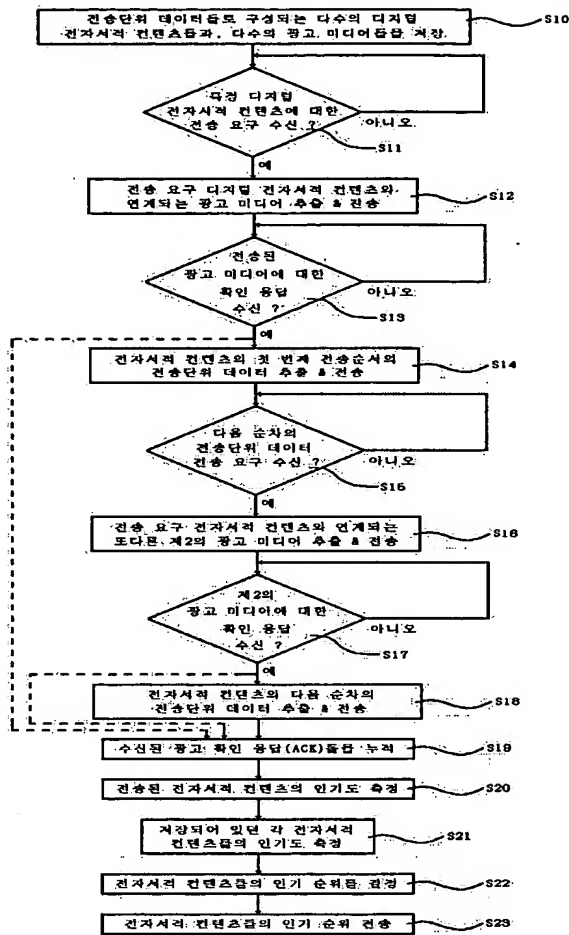 전송단위 데이터들로 구성되는 다수의 디지털
전자서적 컨텐츠들과, 다수의 광고 미디어들을 저장
S10
특정 디지털
전자서적 컨텐츠에 대한
전송 요구 수신 ?
아니오
S11
예
전송 요구 디지털 전자서적 컨텐츠와
연계되는 광고 미디어 추출 & 전송
S12
전송된
광고 미디어에 대한
확인 응답
수신 ?
아니오
S13
예
전자서적 컨텐츠의 첫 번째 전송순서의
전송단위 데이터 추출 & 전송
S14
다음 순차의
전송단위 데이터
전송 요구 수신 ?
아니오
S15
예
전송 요구 전자서적 컨텐츠와 연계되는
또다른 제2의 광고 미디어 추출 & 전송
S16
제2의
광고 미디어에 대한
확인 응답
수신 ?
아니오
S17
예
전자서적 컨텐츠의 다음 순차의
전송단위 데이터 추출 & 전송
S18
수신된 광고 확인 응답(ACK)들을 누적
S19
전송된 전자서적 컨텐츠의 인기도 측정
S20
저장되어 있던 각 전자서적
컨텐츠들의 인기도 측정
S21
전자서적 컨텐츠들의 인기 순위를 결정
S22
전자서적 컨텐츠들의 인기 순위 전송
S23